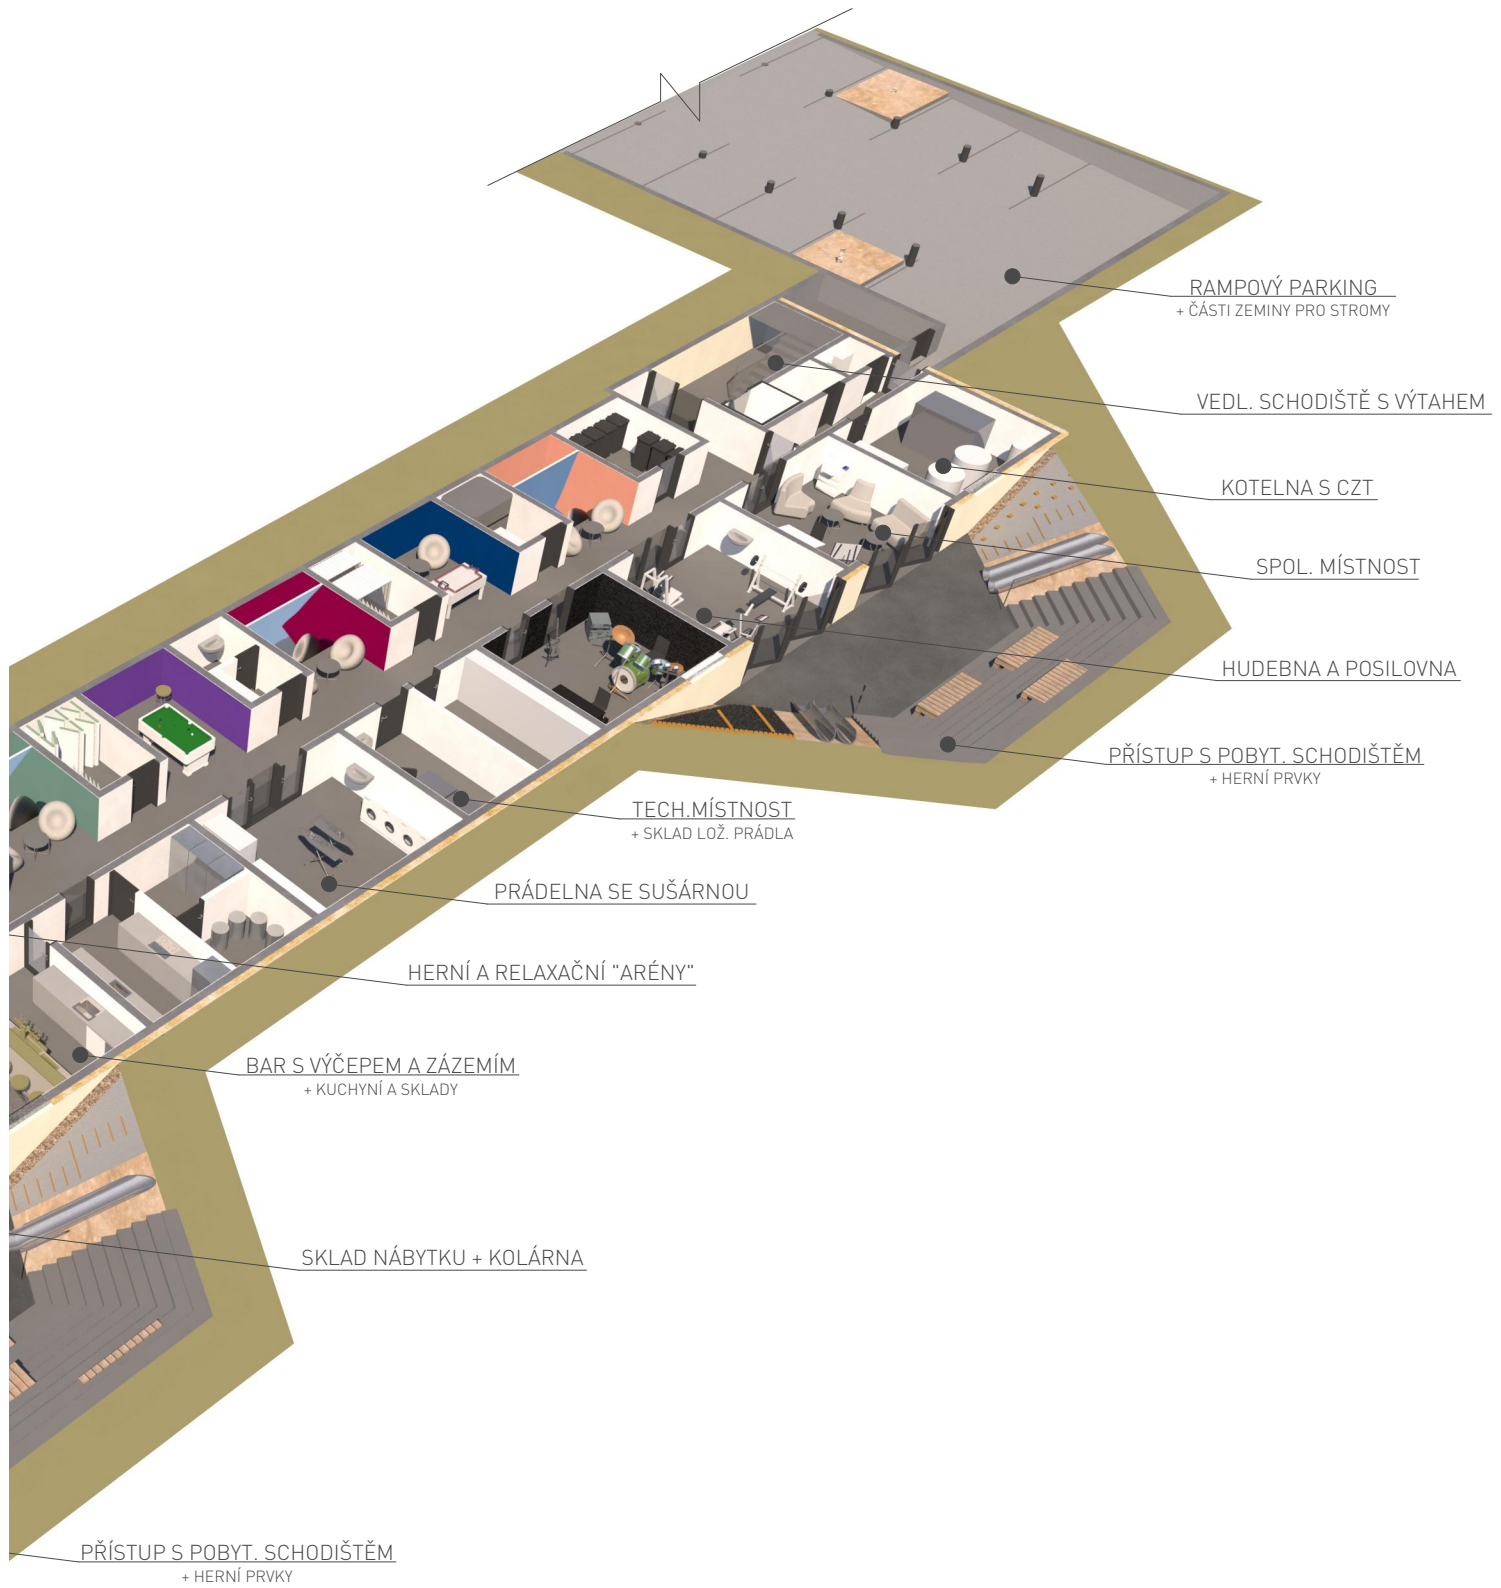 RAMPOVÝ PARKING
+ ČÁSTI ZEMINY PRO STROMY
VEDL. SCHODIŠTĚ S VÝTAHEM
KOTELNA S CZT
SPOL. MÍSTNOST
HUDEBNA A POSILOVNA
PŘÍSTUP S POBYT. SCHODIŠTĚM
+ HERNÍ PRVKY
TECH.MÍSTNOST
+ SKLAD LOŽ. PRÁDLA
PRÁDELNA SE SUŠÁRNOU
HERNÍ A RELAXAČNÍ "ARÉNY"
BAR S VÝČEPEM A ZÁZEMÍM
+ KUCHYNÍ A SKLADY
SKLAD NÁBYTKU + KOLÁRNA
PŘÍSTUP S POBYT. SCHODIŠTĚM
+ HERNÍ PRVKY